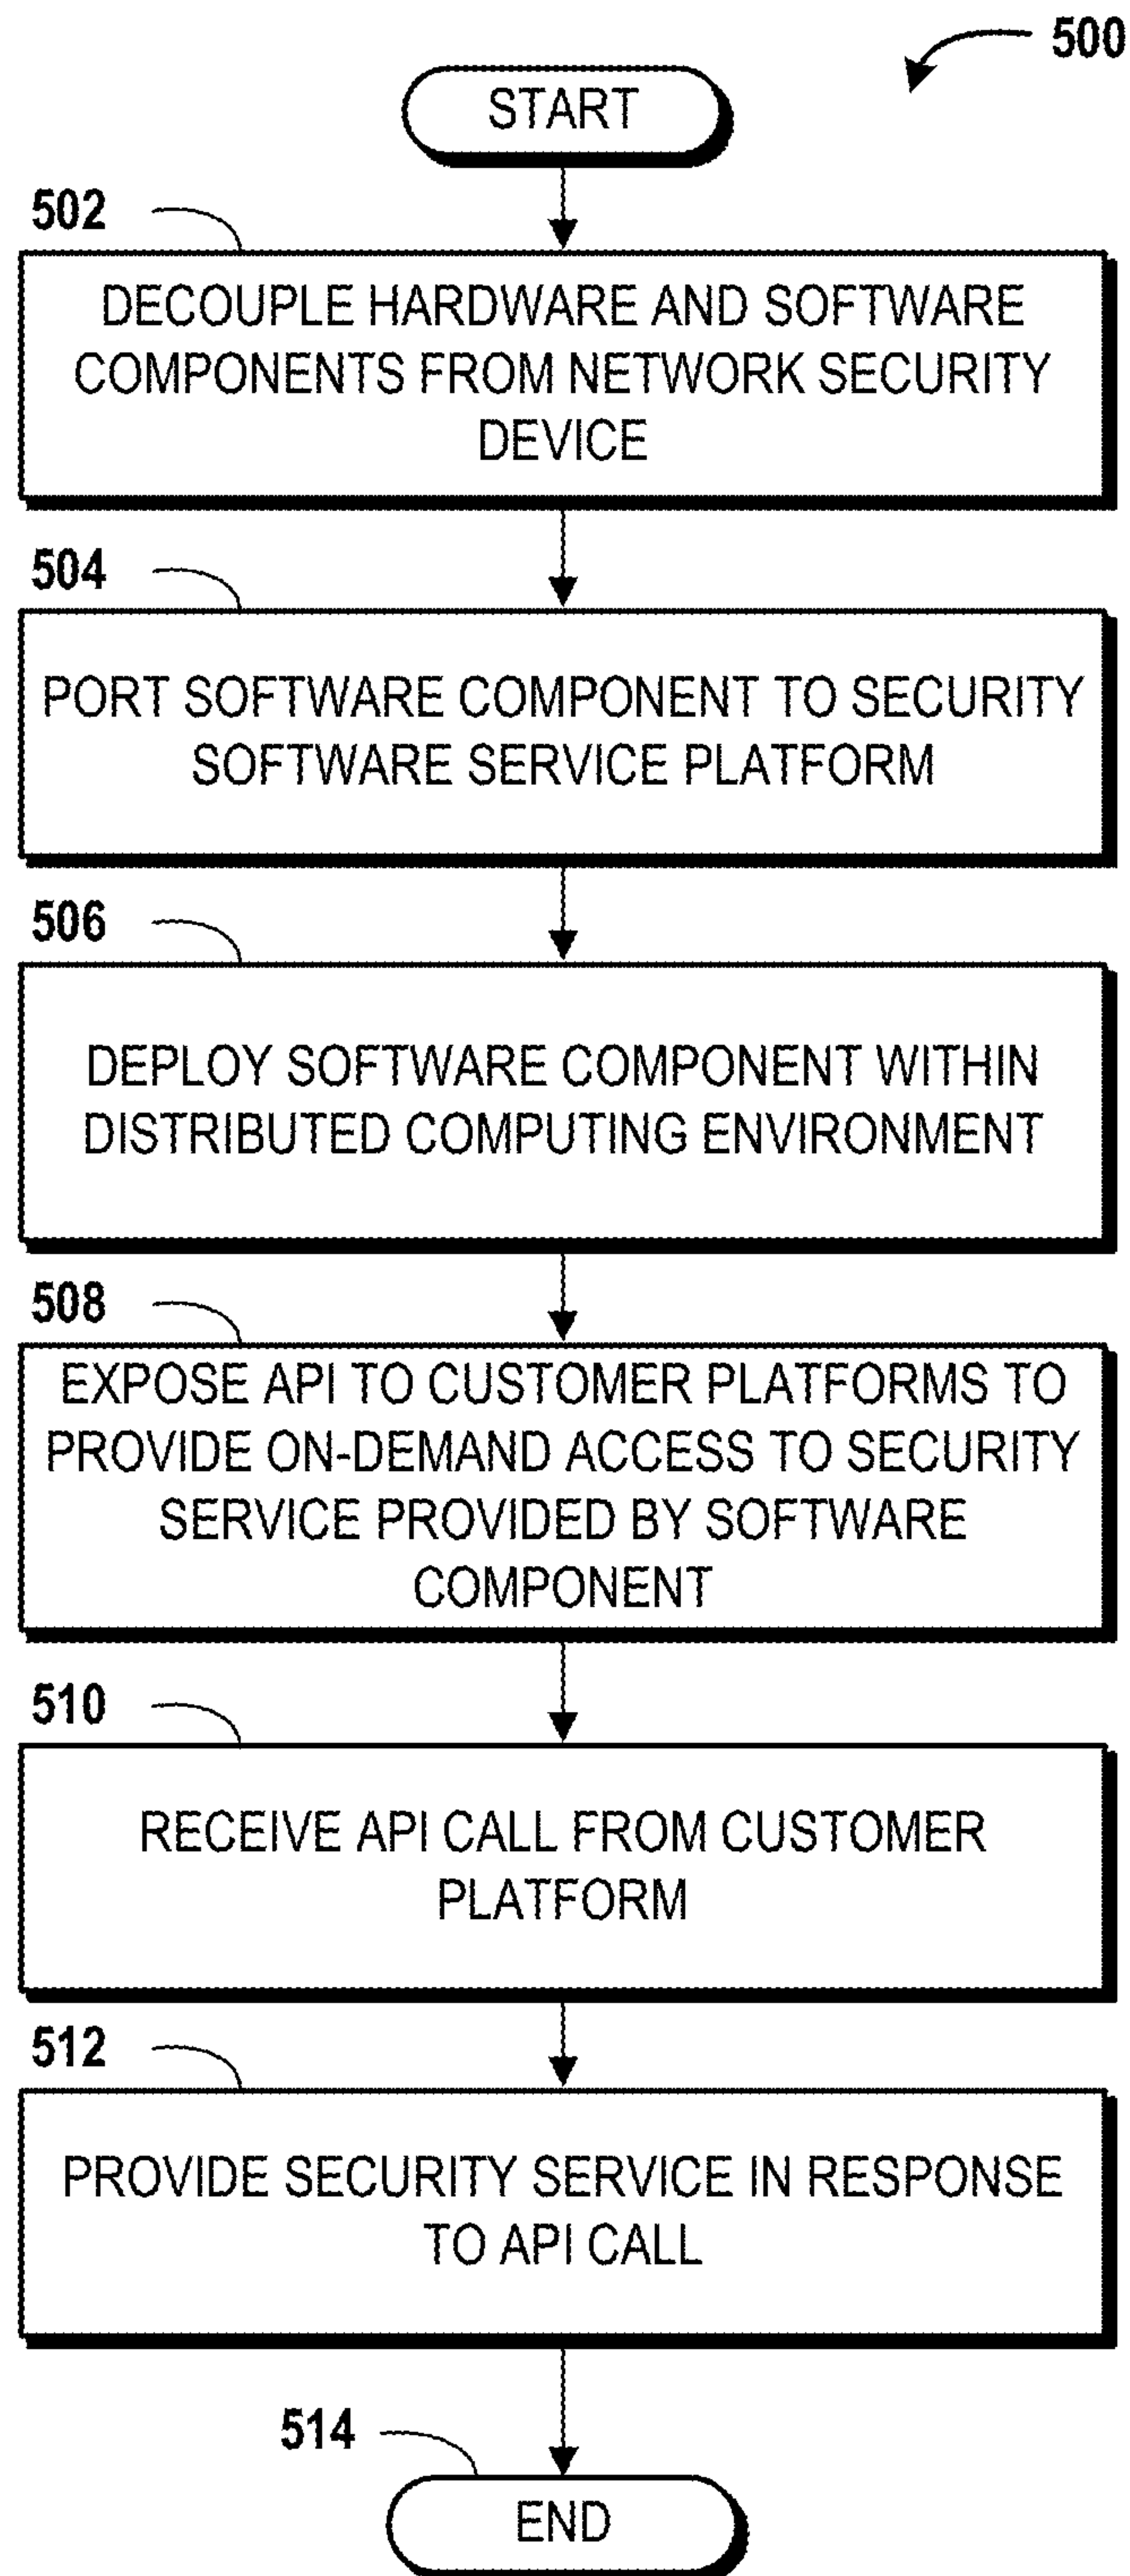 500
START
502
DECOUPLE HARDWARE AND SOFTWARE
COMPONENTS FROM NETWORK SECURITY
DEVICE
504
PORT SOFTWARE COMPONENT TO SECURITY
SOFTWARE SERVICE PLATFORM
506
DEPLOY SOFTWARE COMPONENT WITHIN
DISTRIBUTED COMPUTING ENVIRONMENT
508
EXPOSE API TO CUSTOMER PLATFORMS TO
PROVIDE ON-DEMAND ACCESS TO SECURITY
SERVICE PROVIDED BY SOFTWARE
COMPONENT
510
RECEIVE API CALL FROM CUSTOMER
PLATFORM
512
PROVIDE SECURITY SERVICE IN RESPONSE
TO API CALL
514
END